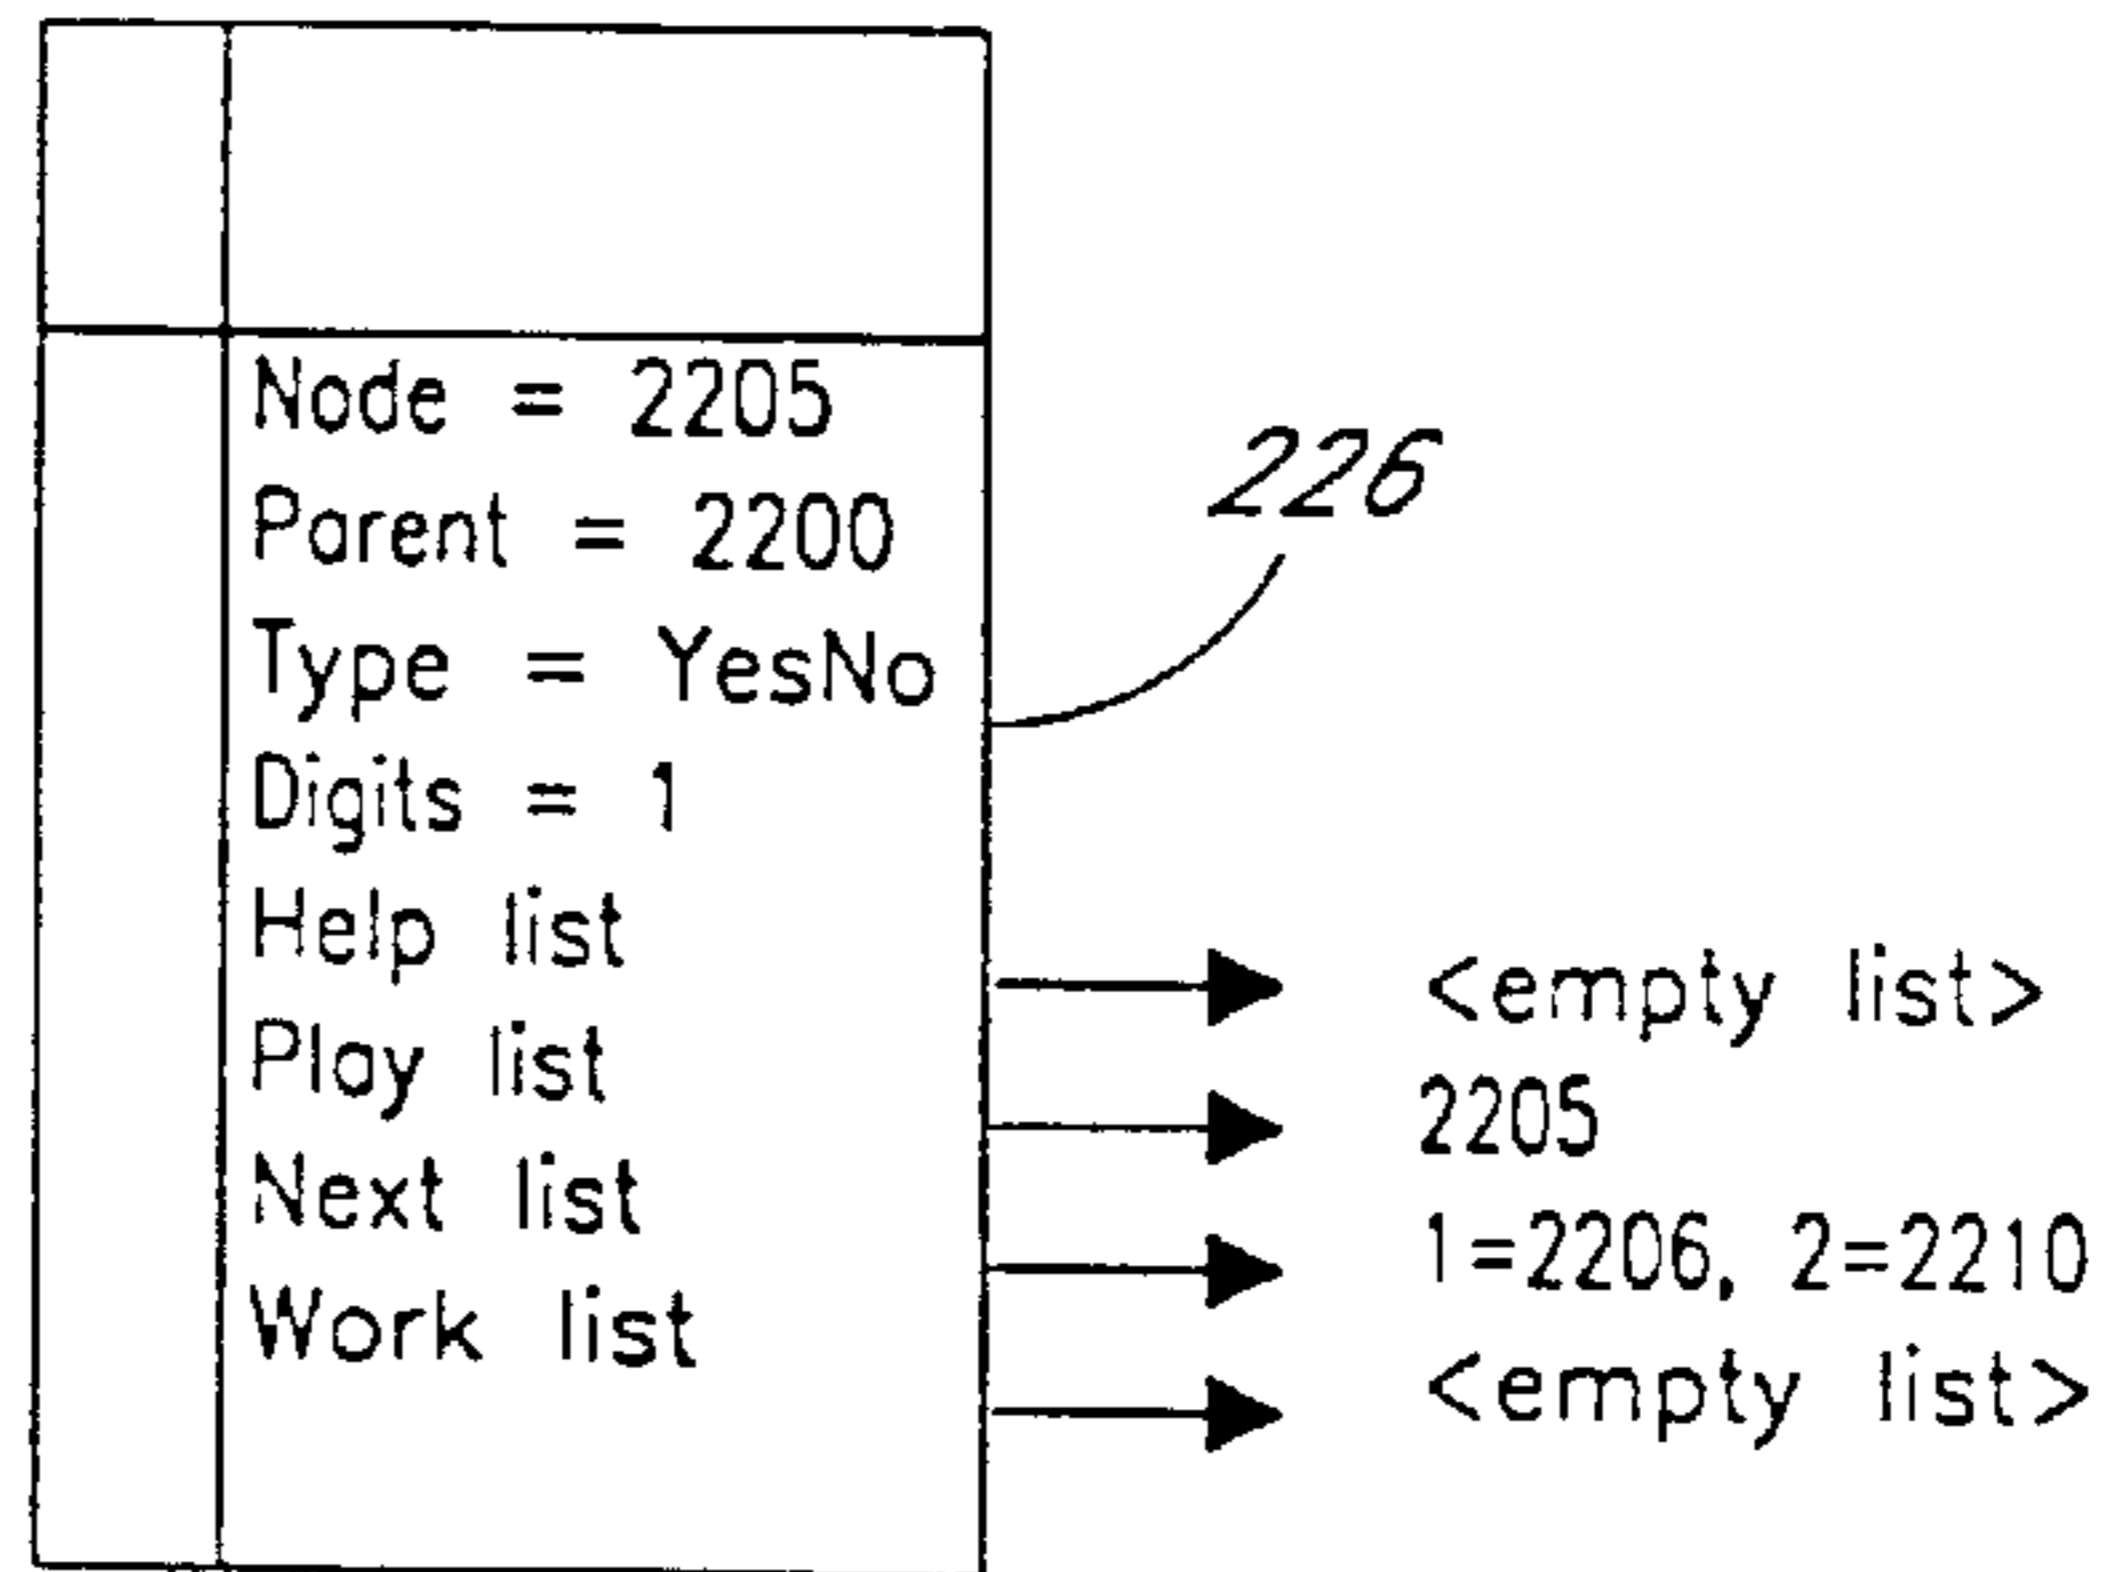 Node = 2205
Parent = 2200
Type = YesNo
Digits = 1
Help list
Play list
Next list
Work list
226
<empty list>
2205
1=2206, 2=2210
<empty list>